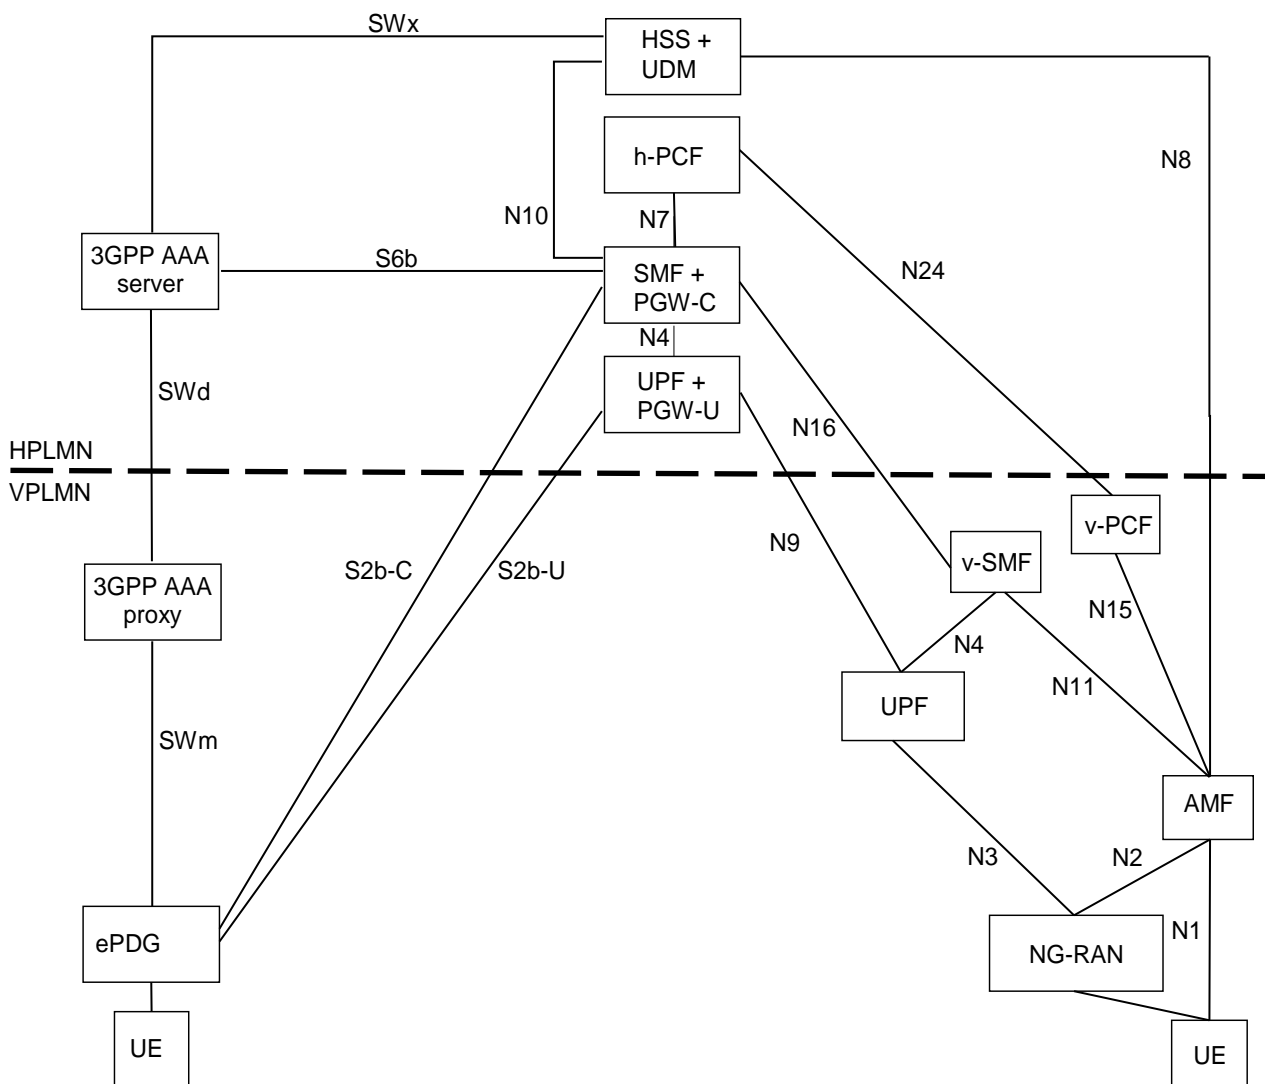 SWx
HSS +
UDM
h-PCF
N8
N10
N7
3GPP AAA
server
S6b
SMF +
PGW-C
N24
N4
SWd
UPF +
PGW-U
N16
HPLMN
VPLMN
v-PCF
N9
v-SMF
3GPP AAA
proxy
S2b-C
S2b-U
N15
N4
N11
UPF
SWm
AMF
N3
N2
ePDG
N1
NG-RAN
UE
UE